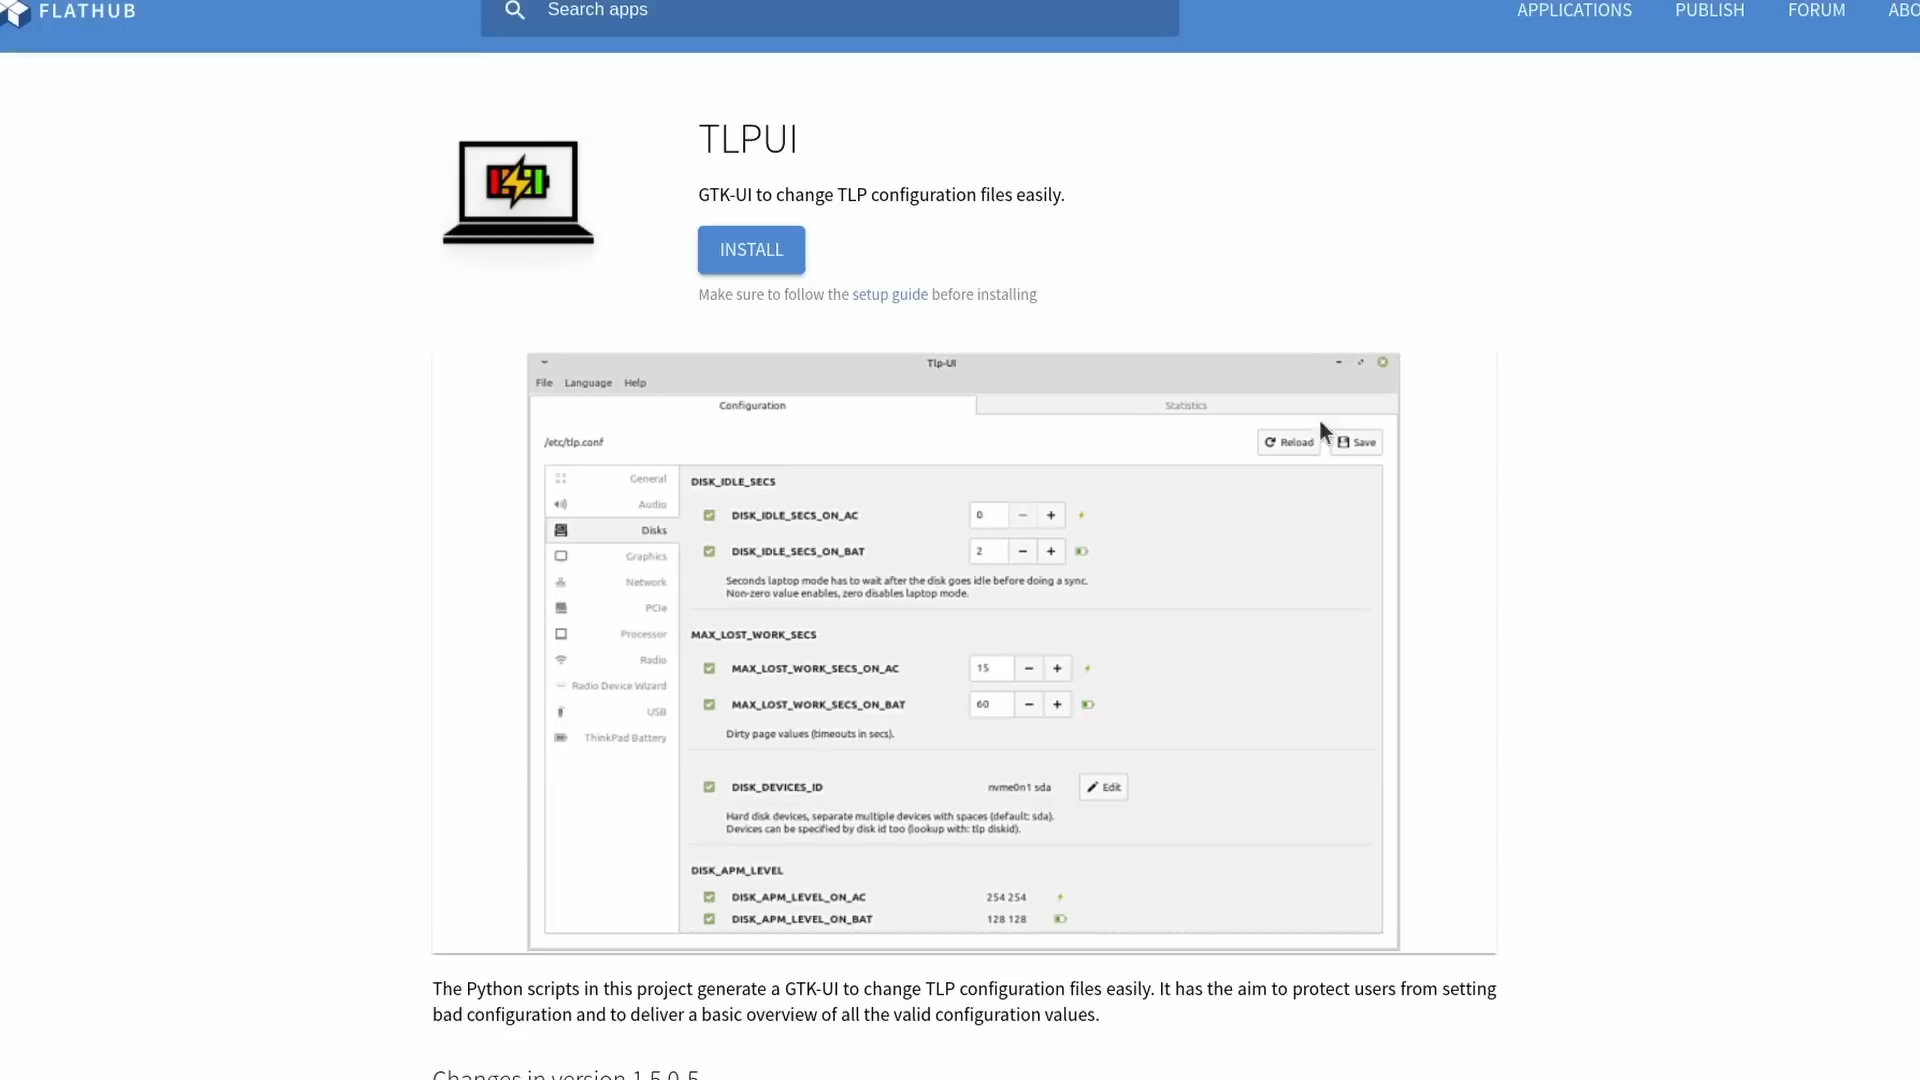 FLATHUB
Search apps
APPLICATIONS PUBLISH FORUM ABO
TLPUI
GTK-UI to change TLP configuration files easily.
INSTALL
Make sure to follow the setup guide before installing
Tlp-UI
File Language Help
Configuration Statistics
/etc/tlp.conf
Reload Save
General
Audio
Disks
Graphics
Network
PCIe
Processor
Radio
Radio Device Wizard
USB
ThinkPad Battery
DISK_IDLE_SECS
DISK_IDLE_SECS_ON_AC 0 − +
DISK_IDLE_SECS_ON_BAT 2 − +
Seconds laptop mode has to wait after the disk goes idle before doing a sync.
Non-zero value enables, zero disables laptop mode.
MAX_LOST_WORK_SECS
MAX_LOST_WORK_SECS_ON_AC 15 − +
MAX_LOST_WORK_SECS_ON_BAT 60 − +
Dirty page values (timeouts in secs).
DISK_DEVICES_ID nvme0n1 sda Edit
Hard disk devices, separate multiple devices with spaces (default: sda).
Devices can be specified by disk id too (lookup with: tlp diskid).
DISK_APM_LEVEL
DISK_APM_LEVEL_ON_AC 254 254
DISK_APM_LEVEL_ON_BAT 128 128
The Python scripts in this project generate a GTK-UI to change TLP configuration files easily. It has the aim to protect users from setting
bad configuration and to deliver a basic overview of all the valid configuration values.
Changes in version 1.5.0.5